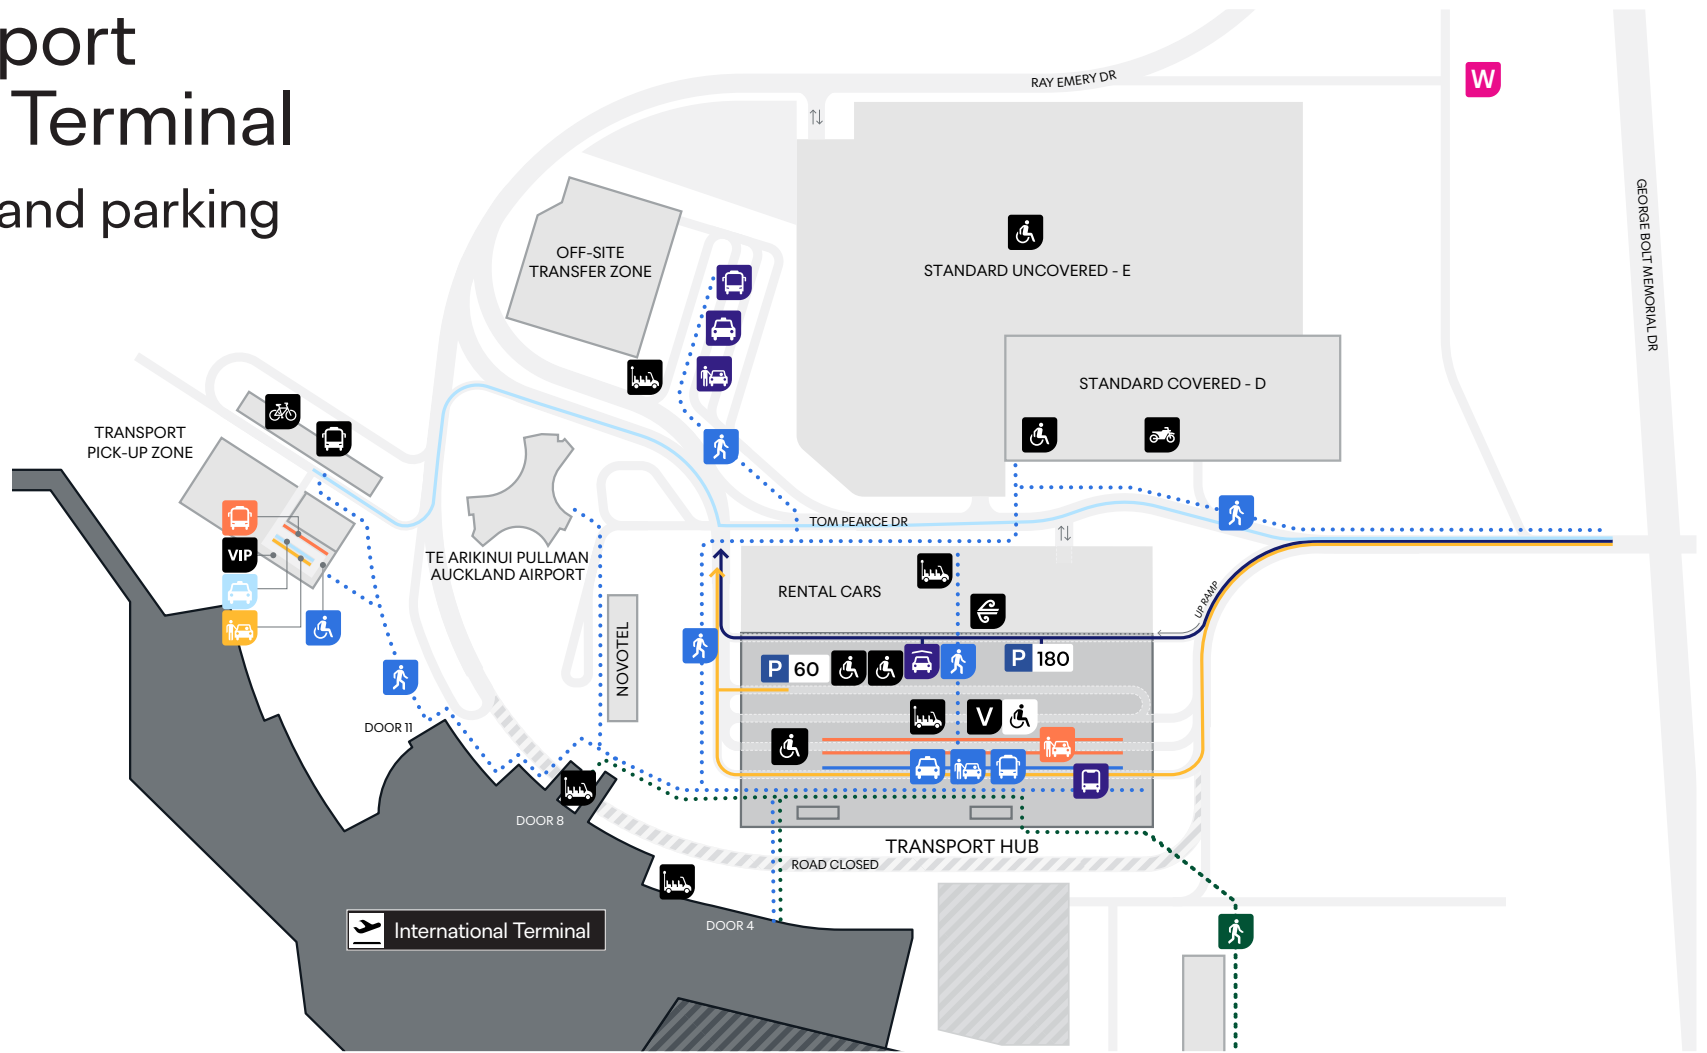 port
Terminal
and parking
RAY EMERY DR
W
GEORGE BOLT MEMORIAL DR
OFF-SITE
TRANSFER ZONE
STANDARD UNCOVERED - E
STANDARD COVERED - D
TRANSPORT
PICK-UP ZONE
VIP
TE ARIKINUI PULLMAN
AUCKLAND AIRPORT
TOM PEARCE DR
RENTAL CARS
UP RAMP
NOVOTEL
P 60
P 180
V
DOOR 11
DOOR 8
TRANSPORT HUB
ROAD CLOSED
DOOR 4
International Terminal